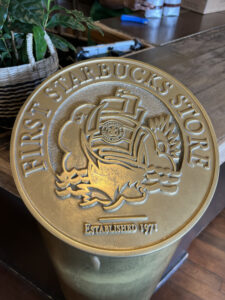 FIRST STARBUCKS STORE
ESTABLISHED 1971